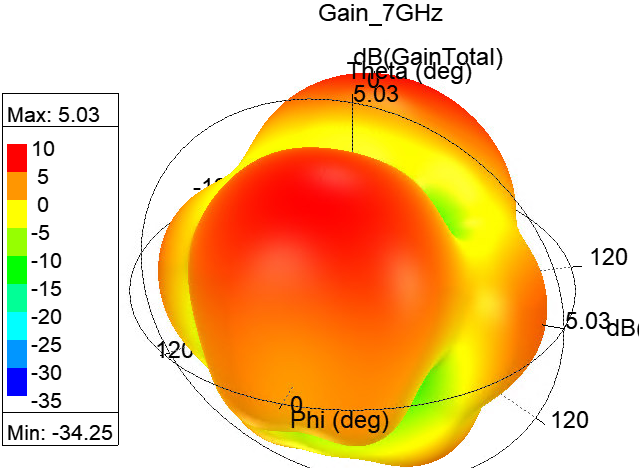 Gain_7GHz
dB(GainTotal)
Theta (deg)
0
5.03
Max: 5.03
10
5
0
-5
-10
-15
-20
-25
-30
-35
Min: -34.25
120
5.03
120
120
0
Phi (deg)